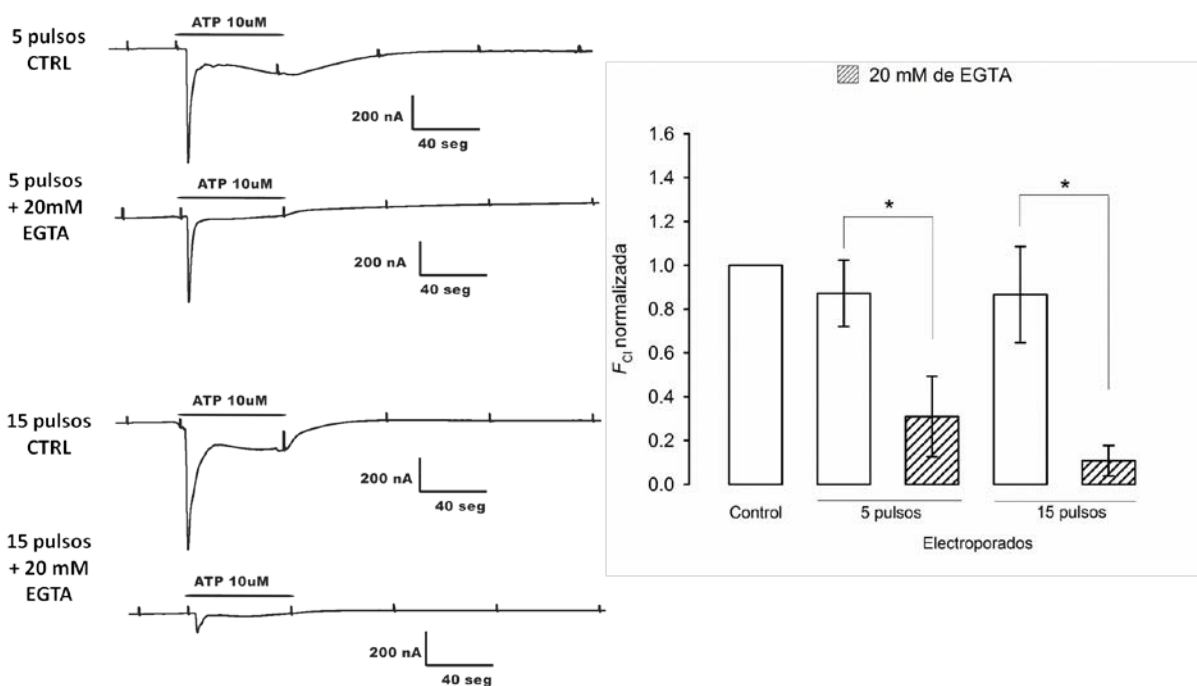 5 pulsos
CTRL
ATP 10uM
200 nA
40 seg
5 pulsos
+ 20mM
EGTA
ATP 10uM
200 nA
40 seg
15 pulsos
CTRL
ATP 10uM
200 nA
40 seg
15 pulsos
+ 20 mM
EGTA
ATP 10uM
200 nA
40 seg
20 mM de EGTA
FCl normalizada
1.6
1.4
1.2
1.0
0.8
0.6
0.4
0.2
0.0
*
*
Control
5 pulsos
15 pulsos
Electroporados